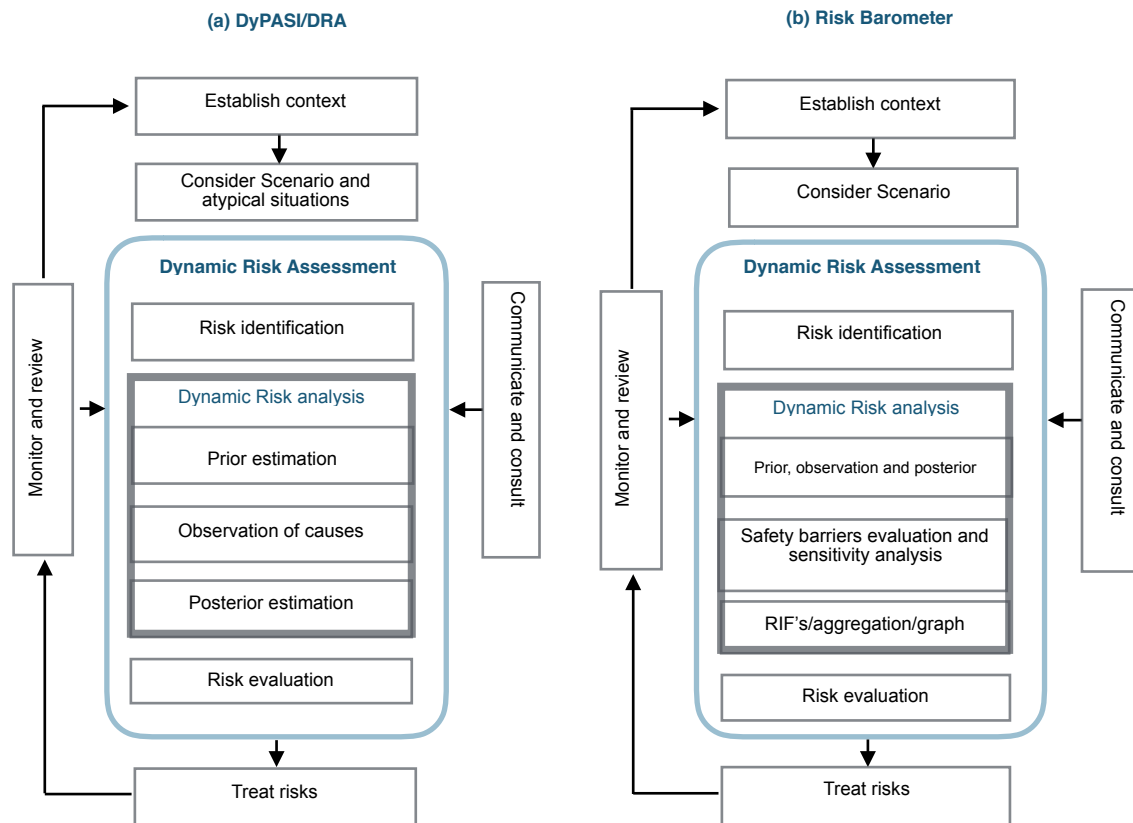 (a) DyPASI/DRA
Establish context
Consider Scenario and
atypical situations
Dynamic Risk Assessment
Risk identification
Dynamic Risk analysis
Prior estimation
Observation of causes
Posterior estimation
Risk evaluation
Treat risks
Monitor and review
Communicate and consult
(b) Risk Barometer
Establish context
Consider Scenario
Dynamic Risk Assessment
Risk identification
Dynamic Risk analysis
Prior, observation and posterior
Safety barriers evaluation and
sensitivity analysis
RIF's/aggregation/graph
Risk evaluation
Treat risks
Monitor and review
Communicate and consult